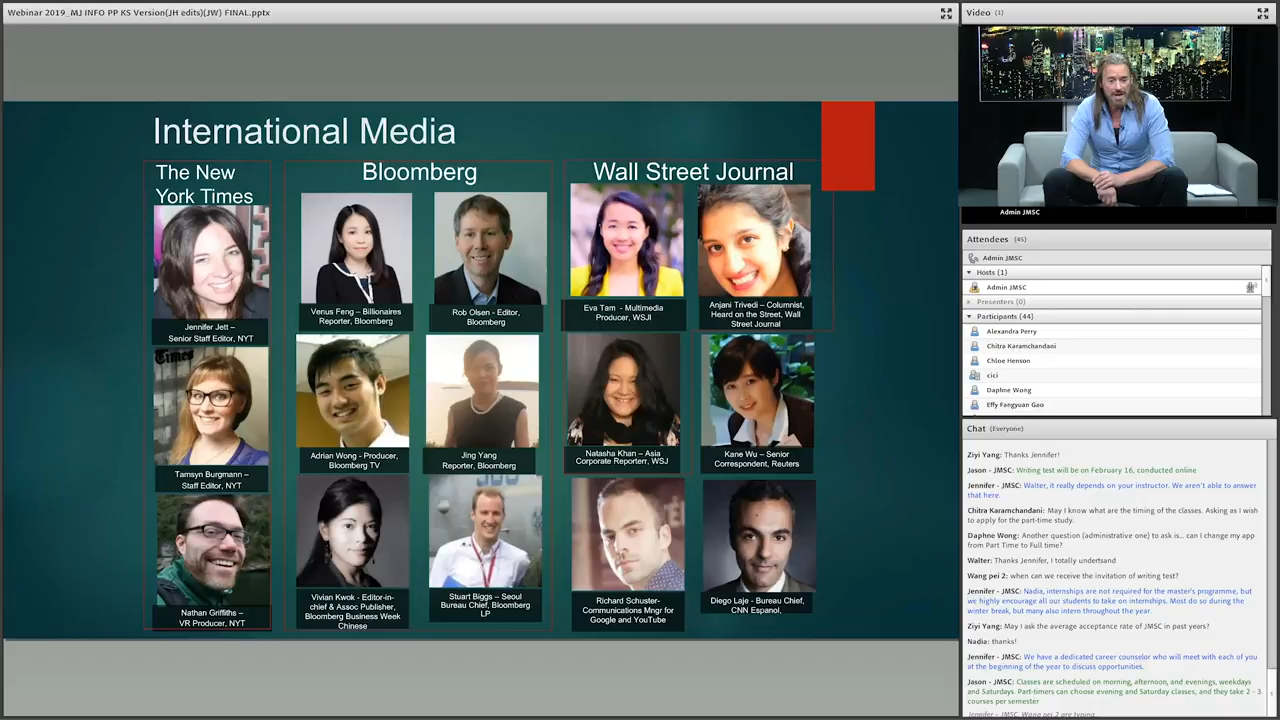 Webinar 2019_MJ INFO PP KS Version(JH edits)(JW) FINAL.pptx
International Media
The New
York Times
Bloomberg
Wall Street Journal
Jennifer Jett –
Senior Staff Editor, NYT
Venus Feng – Billionaires
Reporter, Bloomberg
Rob Olsen - Editor,
Bloomberg
Eva Tam - Multimedia
Producer, WSJI
Anjani Trivedi – Columnist,
Heard on the Street, Wall
Street Journal
Times
Tamsyn Burgmann –
Staff Editor, NYT
Adrian Wong - Producer,
Bloomberg TV
Jing Yang
Reporter, Bloomberg
Natasha Khan – Asia
Corporate Reporter, WSJ
Kane Wu – Senior
Correspondent, Reuters
Nathan Griffiths –
VR Producer, NYT
Vivian Kwok - Editor-in-
chief & Assoc Publisher,
Bloomberg Business Week
Chinese
Stuart Biggs – Seoul
Bureau Chief, Bloomberg
LP
Richard Schuster-
Communications Mngr for
Google and YouTube
Diego Laje - Bureau Chief,
CNN Espanol,
Video (1)
Admin JMSC
Attendees (45)
Admin JMSC
Hosts (1)
Admin JMSC
Presenters (0)
Participants (44)
Alexandra Perry
Chitra Karamchandani
Chloe Henson
cici
Daphne Wong
Effy Fangyuan Gao
Chat (Everyone)
Ziyi Yang: Thanks Jennifer!
Jason - JMSC: Writing test will be on February 16, conducted online
Jennifer - JMSC: Walter, it really depends on your instructor. We aren't able to answer
that here.
Chitra Karamchandani: May I know what are the timing of the classes. Asking as I wish
to apply for the part-time study.
Daphne Wong: Another question (administrative one) to ask is... can I change my app
from Part Time to Full time?
Walter: Thanks Jennifer, I totally undertsand
Wang pei 2: when can we receive the invitation of writing test?
Jennifer - JMSC: Nadia, internships are not required for the master's programme, but
we highly encourage all our students to take on internships. Most do so during the
winter break, but many also intern throughout the year.
Ziyi Yang: May I ask the average acceptance rate of JMSC in past years?
Nadia: thanks!
Jennifer - JMSC: We have a dedicated career counselor who will meet with each of you
at the beginning of the year to discuss opportunities.
Jason - JMSC: Classes are scheduled on morning, afternoon, and evenings, weekdays
and Saturdays. Part-timers can choose evening and Saturday classes, and they take 2 - 3
courses per semester
Jennifer - JMSC, Wang pei 2 are typing.